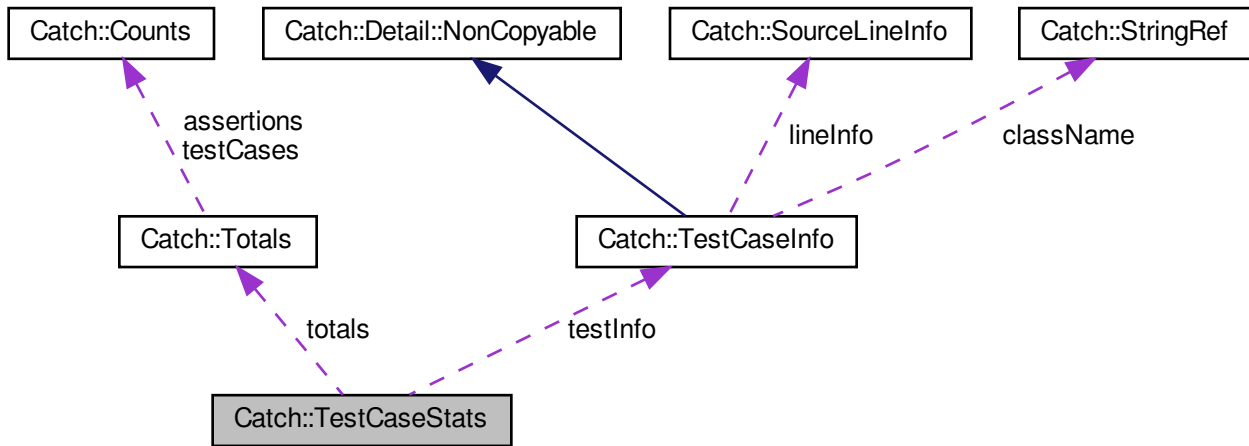 Catch::Counts
Catch::Detail::NonCopyable
Catch::SourceLineInfo
Catch::StringRef
assertions
testCases
lineInfo
className
Catch::Totals
Catch::TestCaseInfo
totals
testInfo
Catch::TestCaseStats